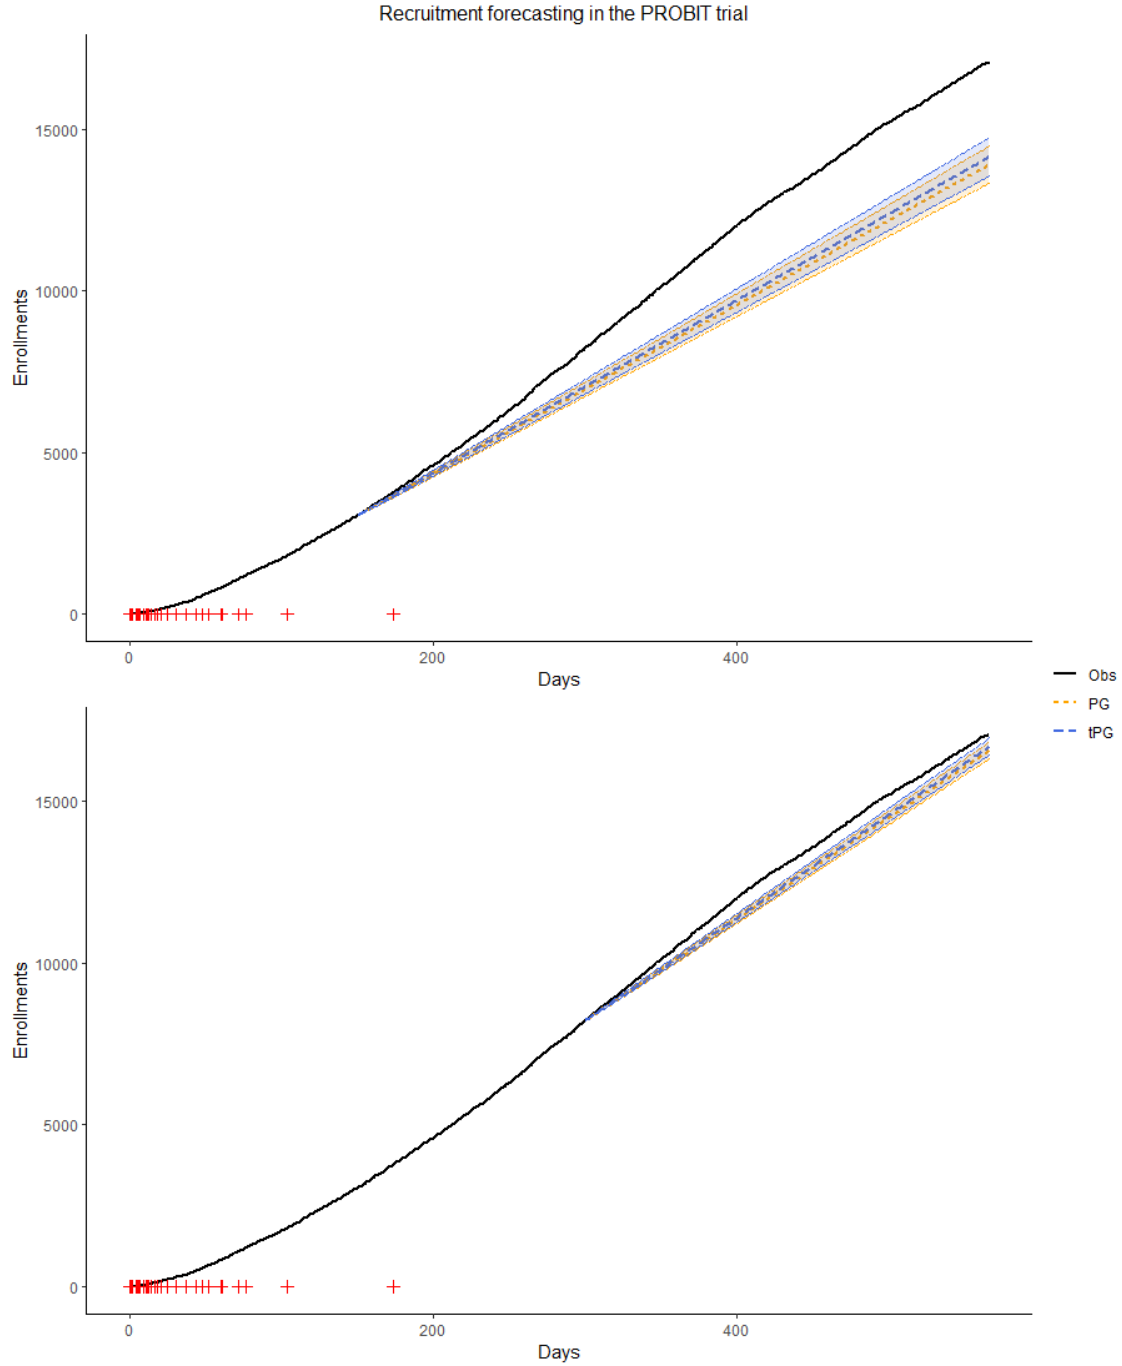 Recruitment forecasting in the PROBIT trial
Enrollments
15000
10000
5000
0
0 200 400
Days
Obs
PG
tPG
Enrollments
15000
10000
5000
0
0 200 400
Days